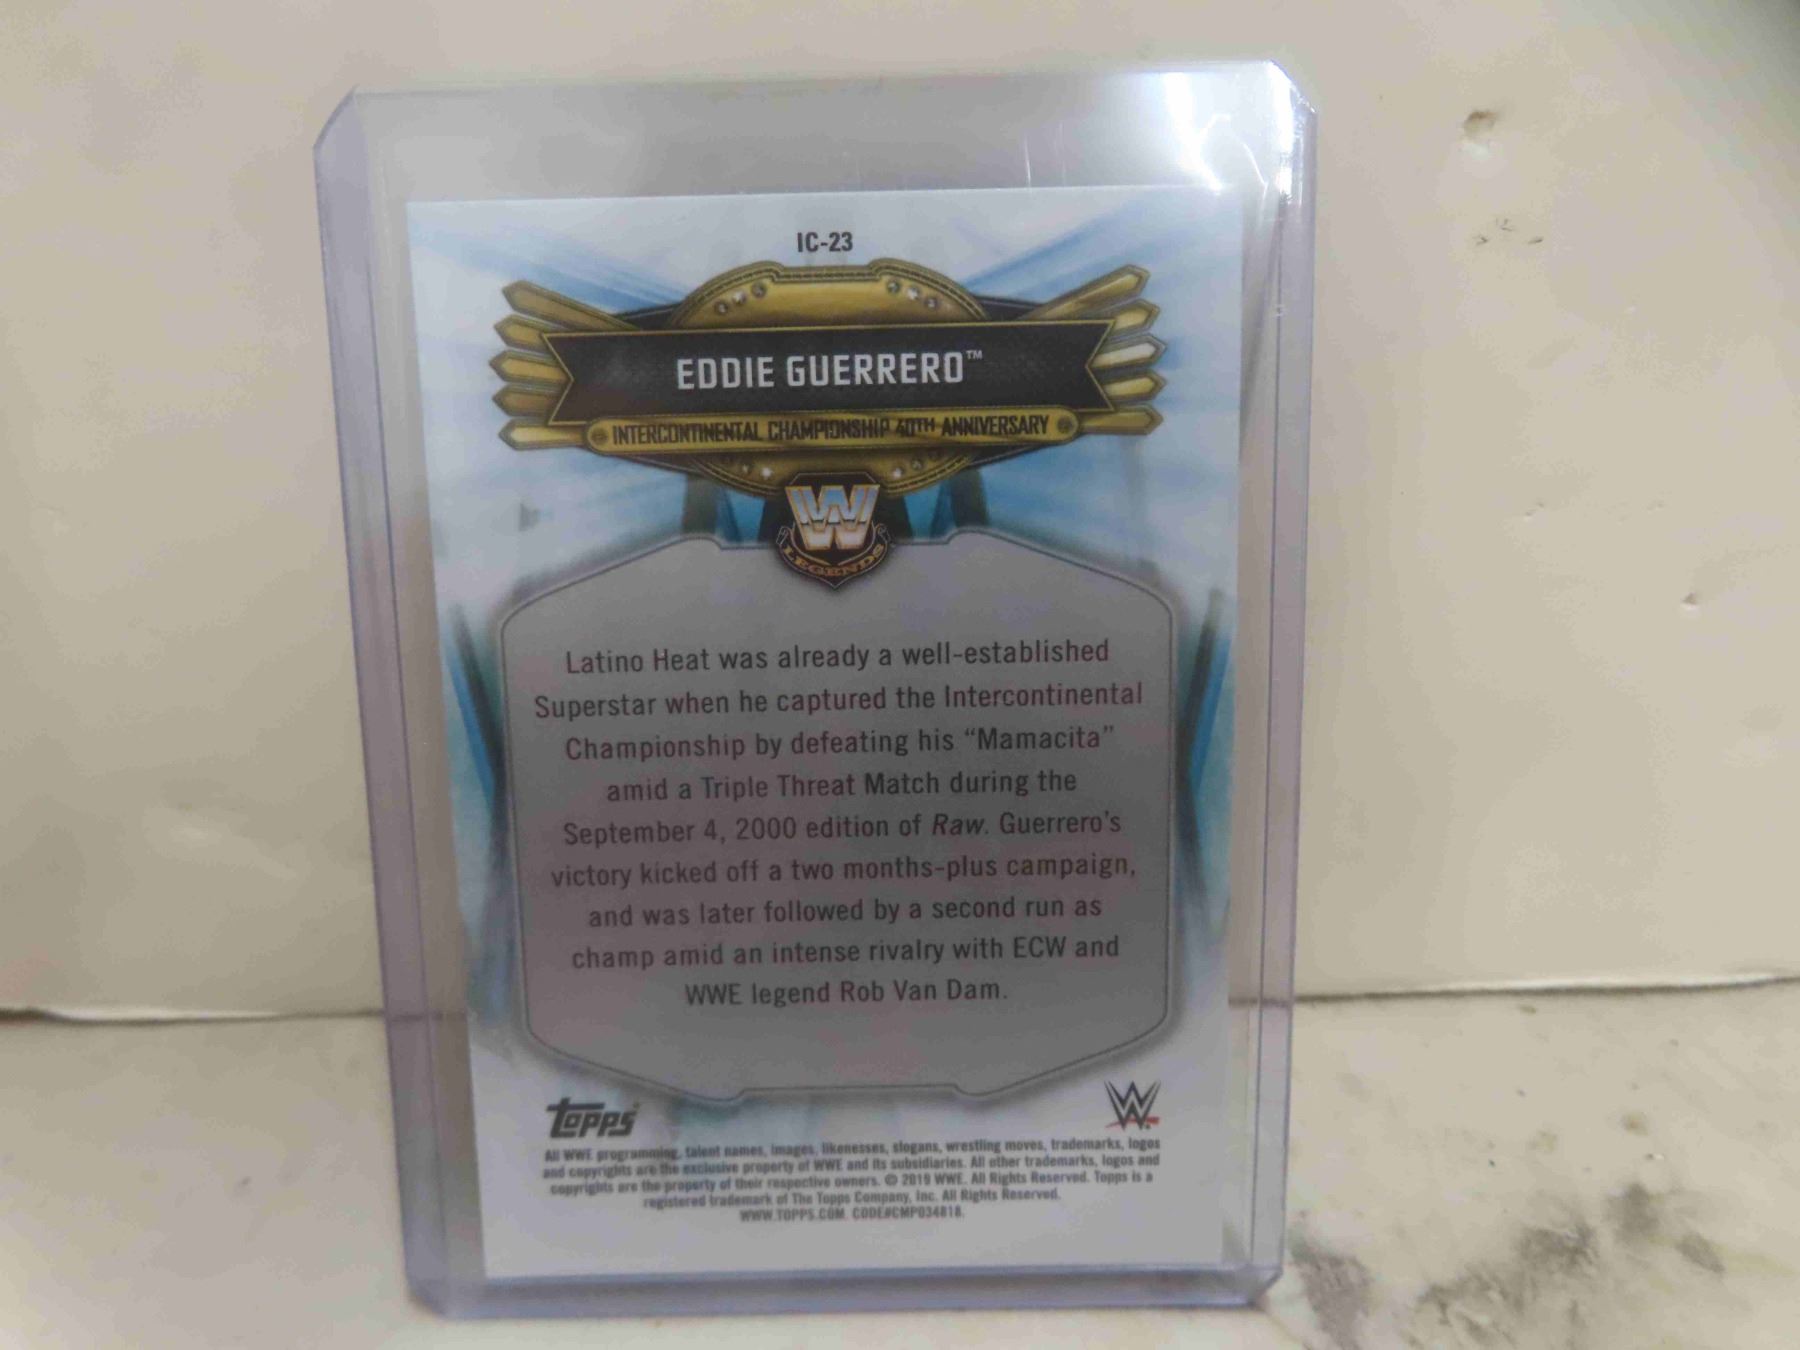 IC-23
EDDIE GUERRERO™
INTERCONTINENTAL CHAMPIONSHIP 40TH ANNIVERSARY
W
LEGENDS
Latino Heat was already a well-established
Superstar when he captured the Intercontinental
Championship by defeating his “Mamacita”
amid a Triple Threat Match during the
September 4, 2000 edition of Raw. Guerrero’s
victory kicked off a two months-plus campaign,
and was later followed by a second run as
champ amid an intense rivalry with ECW and
WWE legend Rob Van Dam.
topps
W
All WWE programming, talent names, images, likenesses, slogans, wrestling moves, trademarks, logos
and copyrights are the exclusive property of WWE and its subsidiaries. All other trademarks, logos and
copyrights are the property of their respective owners. © 2019 WWE. All Rights Reserved. Topps is a
registered trademark of The Topps Company, Inc. All Rights Reserved.
WWW.TOPPS.COM. CODE#CMP034818.